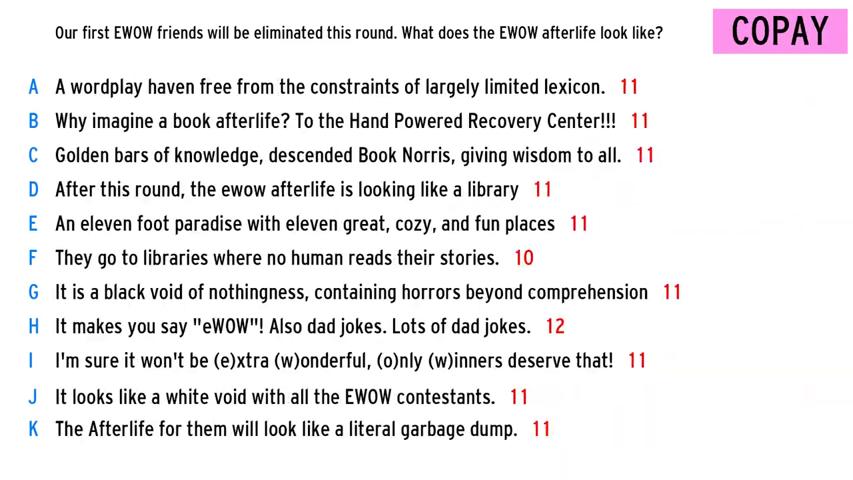 Our first EWOW friends will be eliminated this round. What does the EWOW afterlife look like?
COPAY
A A wordplay haven free from the constraints of largely limited lexicon. 11
B Why imagine a book afterlife? To the Hand Powered Recovery Center!!! 11
C Golden bars of knowledge, descended Book Norris, giving wisdom to all. 11
D After this round, the ewow afterlife is looking like a library 11
E An eleven foot paradise with eleven great, cozy, and fun places 11
F They go to libraries where no human reads their stories. 10
G It is a black void of nothingness, containing horrors beyond comprehension 11
H It makes you say "eWOW"! Also dad jokes. Lots of dad jokes. 12
I I'm sure it won't be (e)xtra (w)onderful, (o)nly (w)inners deserve that! 11
J It looks like a white void with all the EWOW contestants. 11
K The Afterlife for them will look like a literal garbage dump. 11